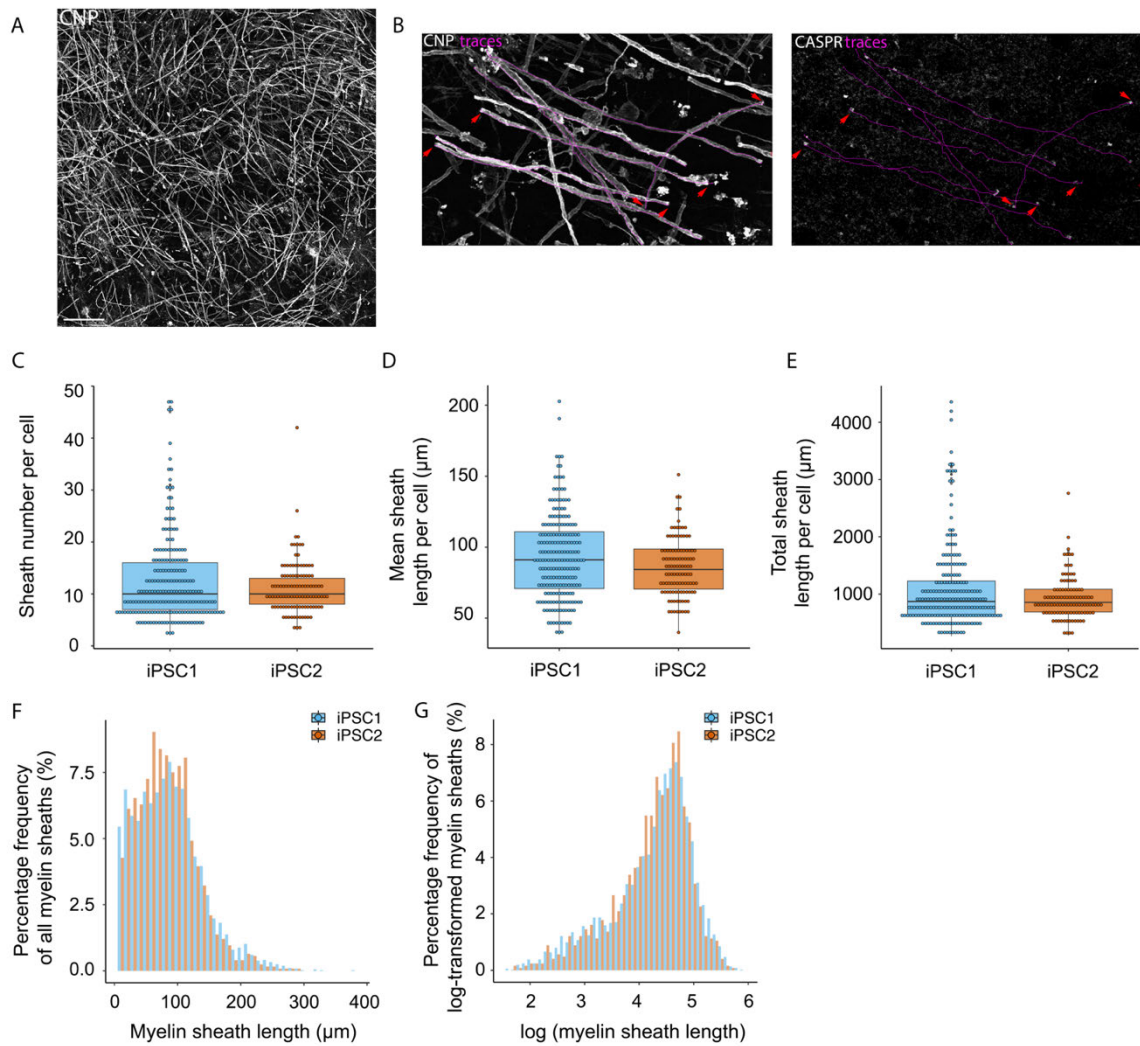 A
CNP
B
CNP traces
CASPR traces
C
Sheath number per cell
50
40
30
20
10
0
iPSC1
iPSC2
D
Mean sheath
length per cell (µm)
200
150
100
50
iPSC1
iPSC2
E
Total sheath
length per cell (µm)
4000
3000
2000
1000
iPSC1
iPSC2
F
Percentage frequency
of all myelin sheaths (%)
7.5
5.0
2.5
0.0
0
100
200
300
400
Myelin sheath length (µm)
iPSC1
iPSC2
G
Percentage frequency of
log-transformed myelin sheaths (%)
8
6
4
2
0
2
3
4
5
6
log (myelin sheath length)
iPSC1
iPSC2